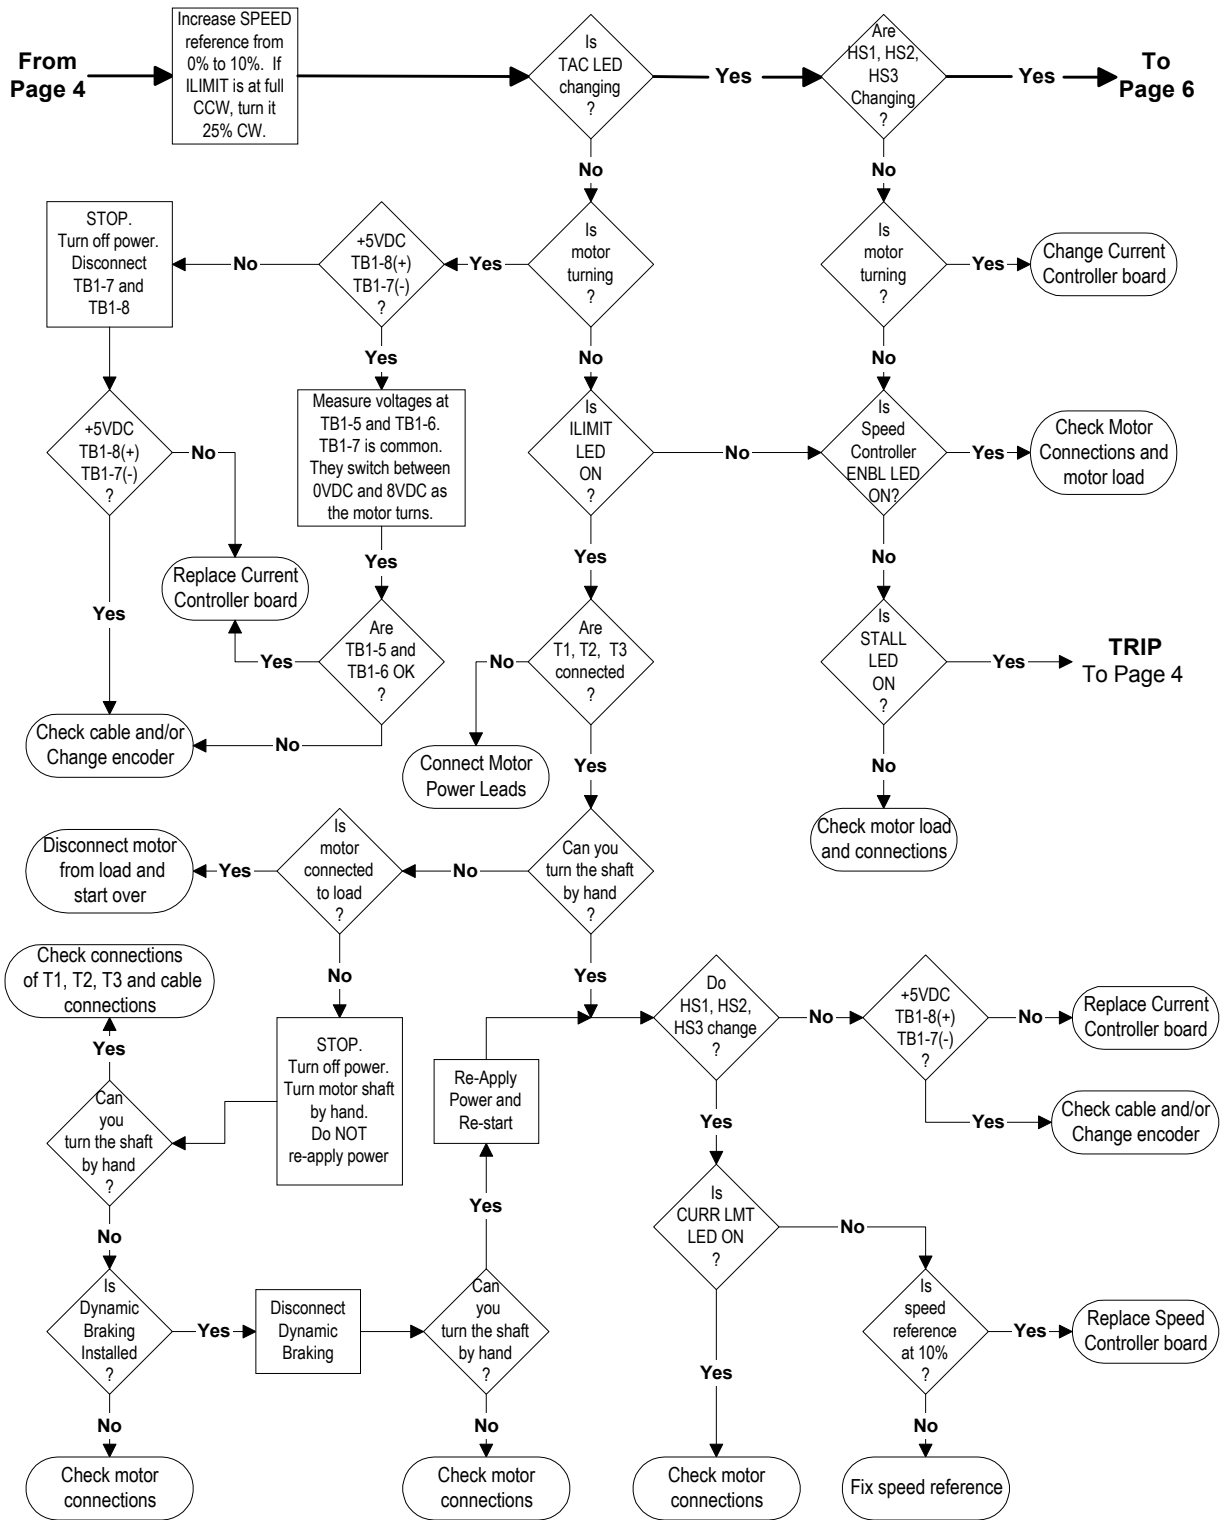 From
Page 4
Increase SPEED
reference from
0% to 10%. If
ILIMIT is at full
CCW, turn it
25% CW.
Is
TAC LED
changing
?
Yes
Are
HS1, HS2,
HS3
Changing
?
Yes
To
Page 6
No
No
STOP.
Turn off power.
Disconnect
TB1-7 and
TB1-8
No
+5VDC
TB1-8(+)
TB1-7(-)
?
Yes
Is
motor
turning
?
Is
motor
turning
?
Yes
Change Current
Controller board
Yes
No
No
+5VDC
TB1-8(+)
TB1-7(-)
?
No
Measure voltages at
TB1-5 and TB1-6.
TB1-7 is common.
They switch between
0VDC and 8VDC as
the motor turns.
Is
ILIMIT
LED
ON
?
No
Is
Speed
Controller
ENBL LED
ON?
Yes
Check Motor
Connections and
motor load
Yes
Yes
No
Replace Current
Controller board
Yes
Are
TB1-5 and
TB1-6 OK
?
Yes
Are
T1, T2, T3
connected
?
No
Is
STALL
LED
ON
?
Yes
TRIP
To Page 4
Check cable and/or
Change encoder
No
Connect Motor
Power Leads
Yes
No
Check motor load
and connections
Disconnect motor
from load and
start over
Yes
Is
motor
connected
to load
?
No
Can you
turn the shaft
by hand
?
Check connections
of T1, T2, T3 and cable
connections
No
Yes
Do
HS1, HS2,
HS3 change
?
No
+5VDC
TB1-8(+)
TB1-7(-)
?
No
Replace Current
Controller board
Yes
STOP.
Turn off power.
Turn motor shaft
by hand.
Do NOT
re-apply power
Re-Apply
Power and
Re-start
Yes
Yes
Check cable and/or
Change encoder
Can
you
turn the shaft
by hand
?
Yes
Is
CURR LMT
LED ON
?
No
No
Is
Dynamic
Braking
Installed
?
Yes
Disconnect
Dynamic
Braking
Can
you
turn the shaft
by hand
?
Is
speed
reference
at 10%
?
Yes
Replace Speed
Controller board
Yes
No
No
No
Check motor
connections
Check motor
connections
Check motor
connections
Fix speed reference